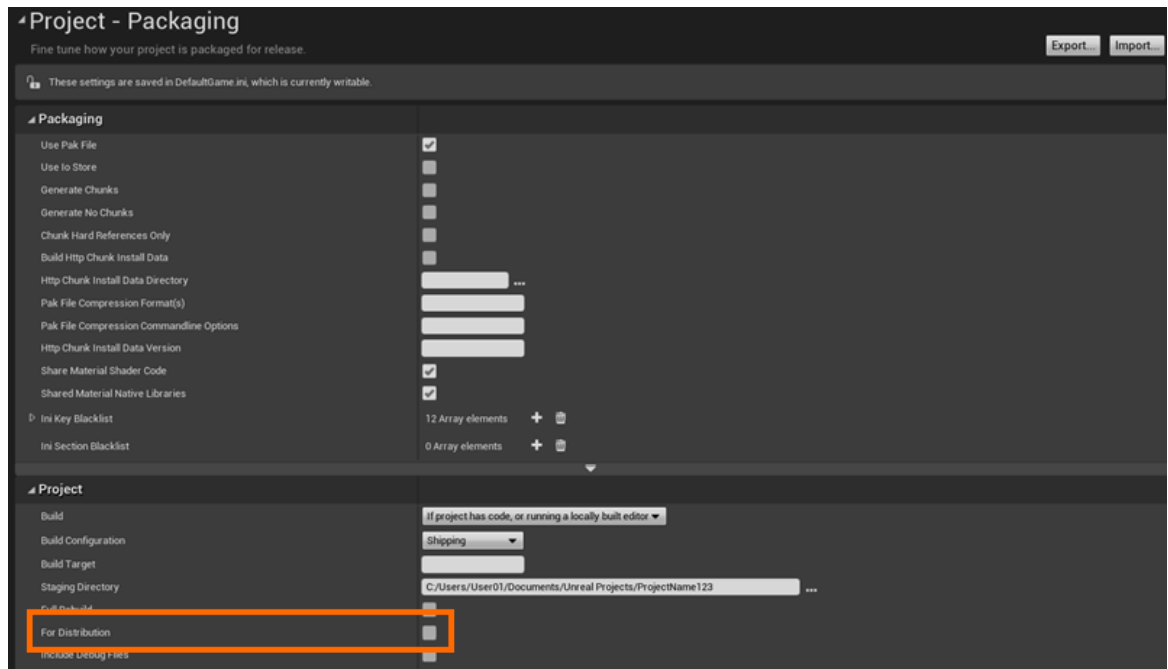 Project - Packaging
Fine tune how your project is packaged for release.
Export... Import...
These settings are saved in DefaultGame.ini, which is currently writable.
Packaging
Use Pak File
Use Io Store
Generate Chunks
Generate No Chunks
Chunk Hard References Only
Build Http Chunk Install Data
Http Chunk Install Data Directory ...
Pak File Compression Format(s)
Pak File Compression Commandline Options
Http Chunk Install Data Version
Share Material Shader Code
Shared Material Native Libraries
Ini Key Blacklist 12 Array elements
Ini Section Blacklist 0 Array elements
Project
Build If project has code, or running a locally built editor
Build Configuration Shipping
Build Target
Staging Directory C:/Users/User01/Documents/Unreal Projects/ProjectName123 ...
Full Rebuild
For Distribution
Include Debug Files